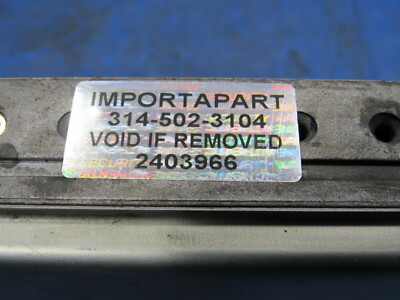 IMPORTAPART
314-502-3104
VOID IF REMOVED
2403966